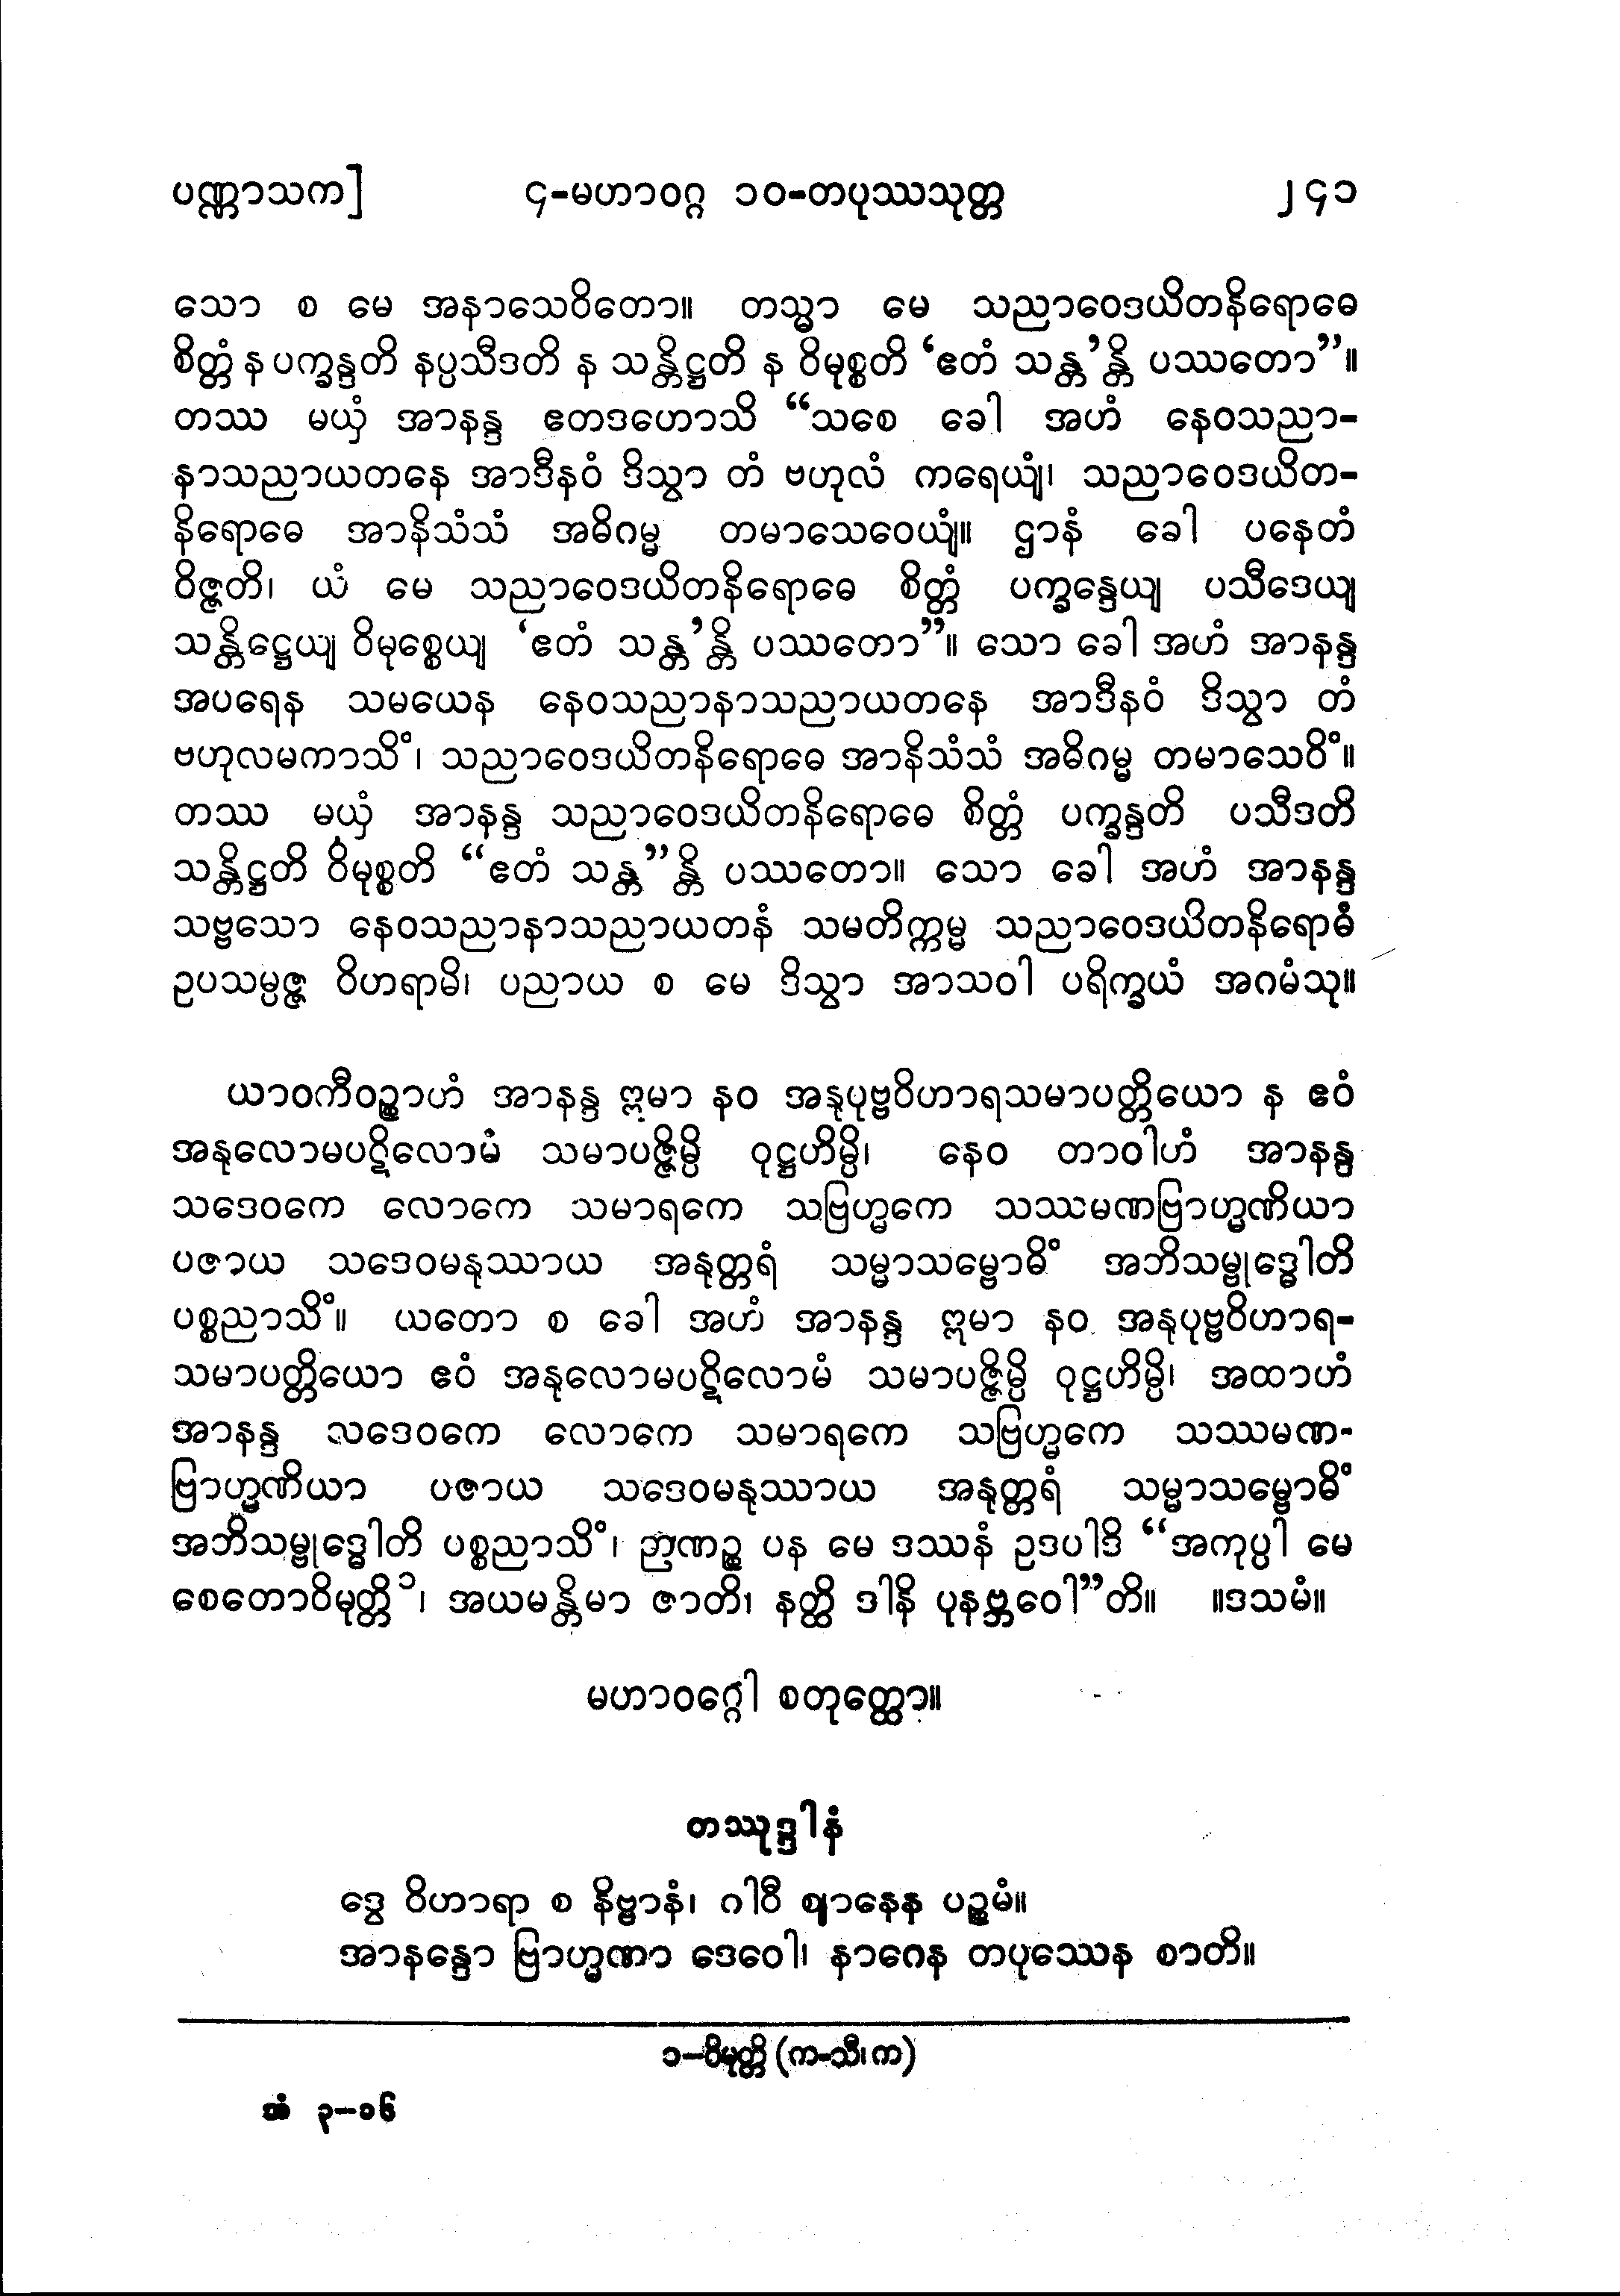 ပဏ္ဏာသက] ၄-မဟာဝဂ္ဂ ၁၀-တပုဿသုတ္တ ၂၄၁
သော စ မေ အနာသေဝိတော။ တသ္မာ မေ သညာဝေဒယိတနိရောဓေ
စိတ္တံ န ပက္ခန္ဒတိ နပ္ပသီဒတိ န သန္တိဋ္ဌတိ န ဝိမုစ္စတိ ‘ဧတံ သန္တ’န္တိ ပဿတော”။
တဿ မယှံ အာနန္ဒ ဧတဒဟောသိ “သစေ ခေါ အဟံ နေဝသညာ-
နာသညာယတနေ အာဒီနဝံ ဒိသွာ တံ ဗဟုလံ ကရေယျံ၊ သညာဝေဒယိတ-
နိရောဓေ အာနိသံသံ အဓိဂမ္မ တမာသေဝေယျံ။ ဌာနံ ခေါ ပနေတံ
ဝိဇ္ဇတိ၊ ယံ မေ သညာဝေဒယိတနိရောဓေ စိတ္တံ ပက္ခန္ဒေယျ ပသီဒေယျ
သန္တိဋ္ဌေယျ ဝိမုစ္စေယျ ‘ဧတံ သန္တ’န္တိ ပဿတော”။ သော ခေါ အဟံ အာနန္ဒ
အပရေန သမယေန နေဝသညာနာသညာယတနေ အာဒီနဝံ ဒိသွာ တံ
ဗဟုလမကာသိံ၊ သညာဝေဒယိတနိရောဓေ အာနိသံသံ အဓိဂမ္မ တမာသေဝိံ။
တဿ မယှံ အာနန္ဒ သညာဝေဒယိတနိရောဓေ စိတ္တံ ပက္ခန္ဒတိ ပသီဒတိ
သန္တိဋ္ဌတိ ဝိမုစ္စတိ “ဧတံ သန္တ”န္တိ ပဿတော။ သော ခေါ အဟံ အာနန္ဒ
သဗ္ဗသော နေဝသညာနာသညာယတနံ သမတိက္ကမ္မ သညာဝေဒယိတနိရောဓံ
ဥပသမ္ပဇ္ဇ ဝိဟရာမိ၊ ပညာယ စ မေ ဒိသွာ အာသဝါ ပရိက္ခယံ အဂမံသု။
ယာဝကီဝဉ္စာဟံ အာနန္ဒ ဣမာ နဝ အနုပုဗ္ဗဝိဟာရသမာပတ္တိယော န ဧဝံ
အနုလောမပဋိလောမံ သမာပဇ္ဇိမ္ပိ ဝုဋ္ဌဟိမ္ပိ၊ နေဝ တာဝါဟံ အာနန္ဒ
သဒေဝကေ လောကေ သမာရကေ သဗြဟ္မကေ သဿမဏဗြာဟ္မဏိယာ
ပဇာယ သဒေဝမနုဿာယ အနုတ္တရံ သမ္မာသမ္ဗောဓိံ အဘိသမ္ဗုဒ္ဓေါတိ
ပစ္စညာသိံ။ ယတော စ ခေါ အဟံ အာနန္ဒ ဣမာ နဝ အနုပုဗ္ဗဝိဟာရ-
သမာပတ္တိယော ဧဝံ အနုလောမပဋိလောမံ သမာပဇ္ဇိမ္ပိ ဝုဋ္ဌဟိမ္ပိ၊ အထာဟံ
အာနန္ဒ သဒေဝကေ လောကေ သမာရကေ သဗြဟ္မကေ သဿမဏ-
ဗြာဟ္မဏိယာ ပဇာယ သဒေဝမနုဿာယ အနုတ္တရံ သမ္မာသမ္ဗောဓိံ
အဘိသမ္ဗုဒ္ဓေါတိ ပစ္စညာသိံ၊ ဉာဏဉ္စ ပန မေ ဒဿနံ ဥဒပါဒိ “အကုပ္ပါ မေ
စေတောဝိမုတ္တိ၁၊ အယမန္တိမာ ဇာတိ၊ နတ္ထိ ဒါနိ ပုနဗ္ဘဝေါ”တိ။ ။ဒသမံ။
မဟာဝဂ္ဂေါ စတုတ္ထော။
တဿုဒ္ဒါနံ
ဒွေ ဝိဟာရာ စ နိဗ္ဗာနံ၊ ဂါဝီ ဈာနေန ပဉ္စမံ။
အာနန္ဒော ဗြာဟ္မဏာ ဒေဝေါ၊ နာဂေန တပုဿေန စာတိ။
၁-ဝိမုတ္တိ (က-သီ၊ က)
အံ ၃-၁၆